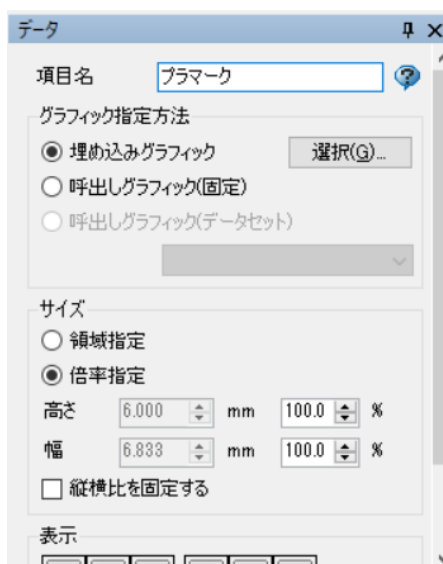 データ
項目名 プラマーク
グラフィック指定方法
埋め込みグラフィック 選択(G)...
呼出しグラフィック(固定)
呼出しグラフィック(データセット)
サイズ
領域指定
倍率指定
高さ 6.000 mm 100.0 %
幅 6.833 mm 100.0 %
縦横比を固定する
表示